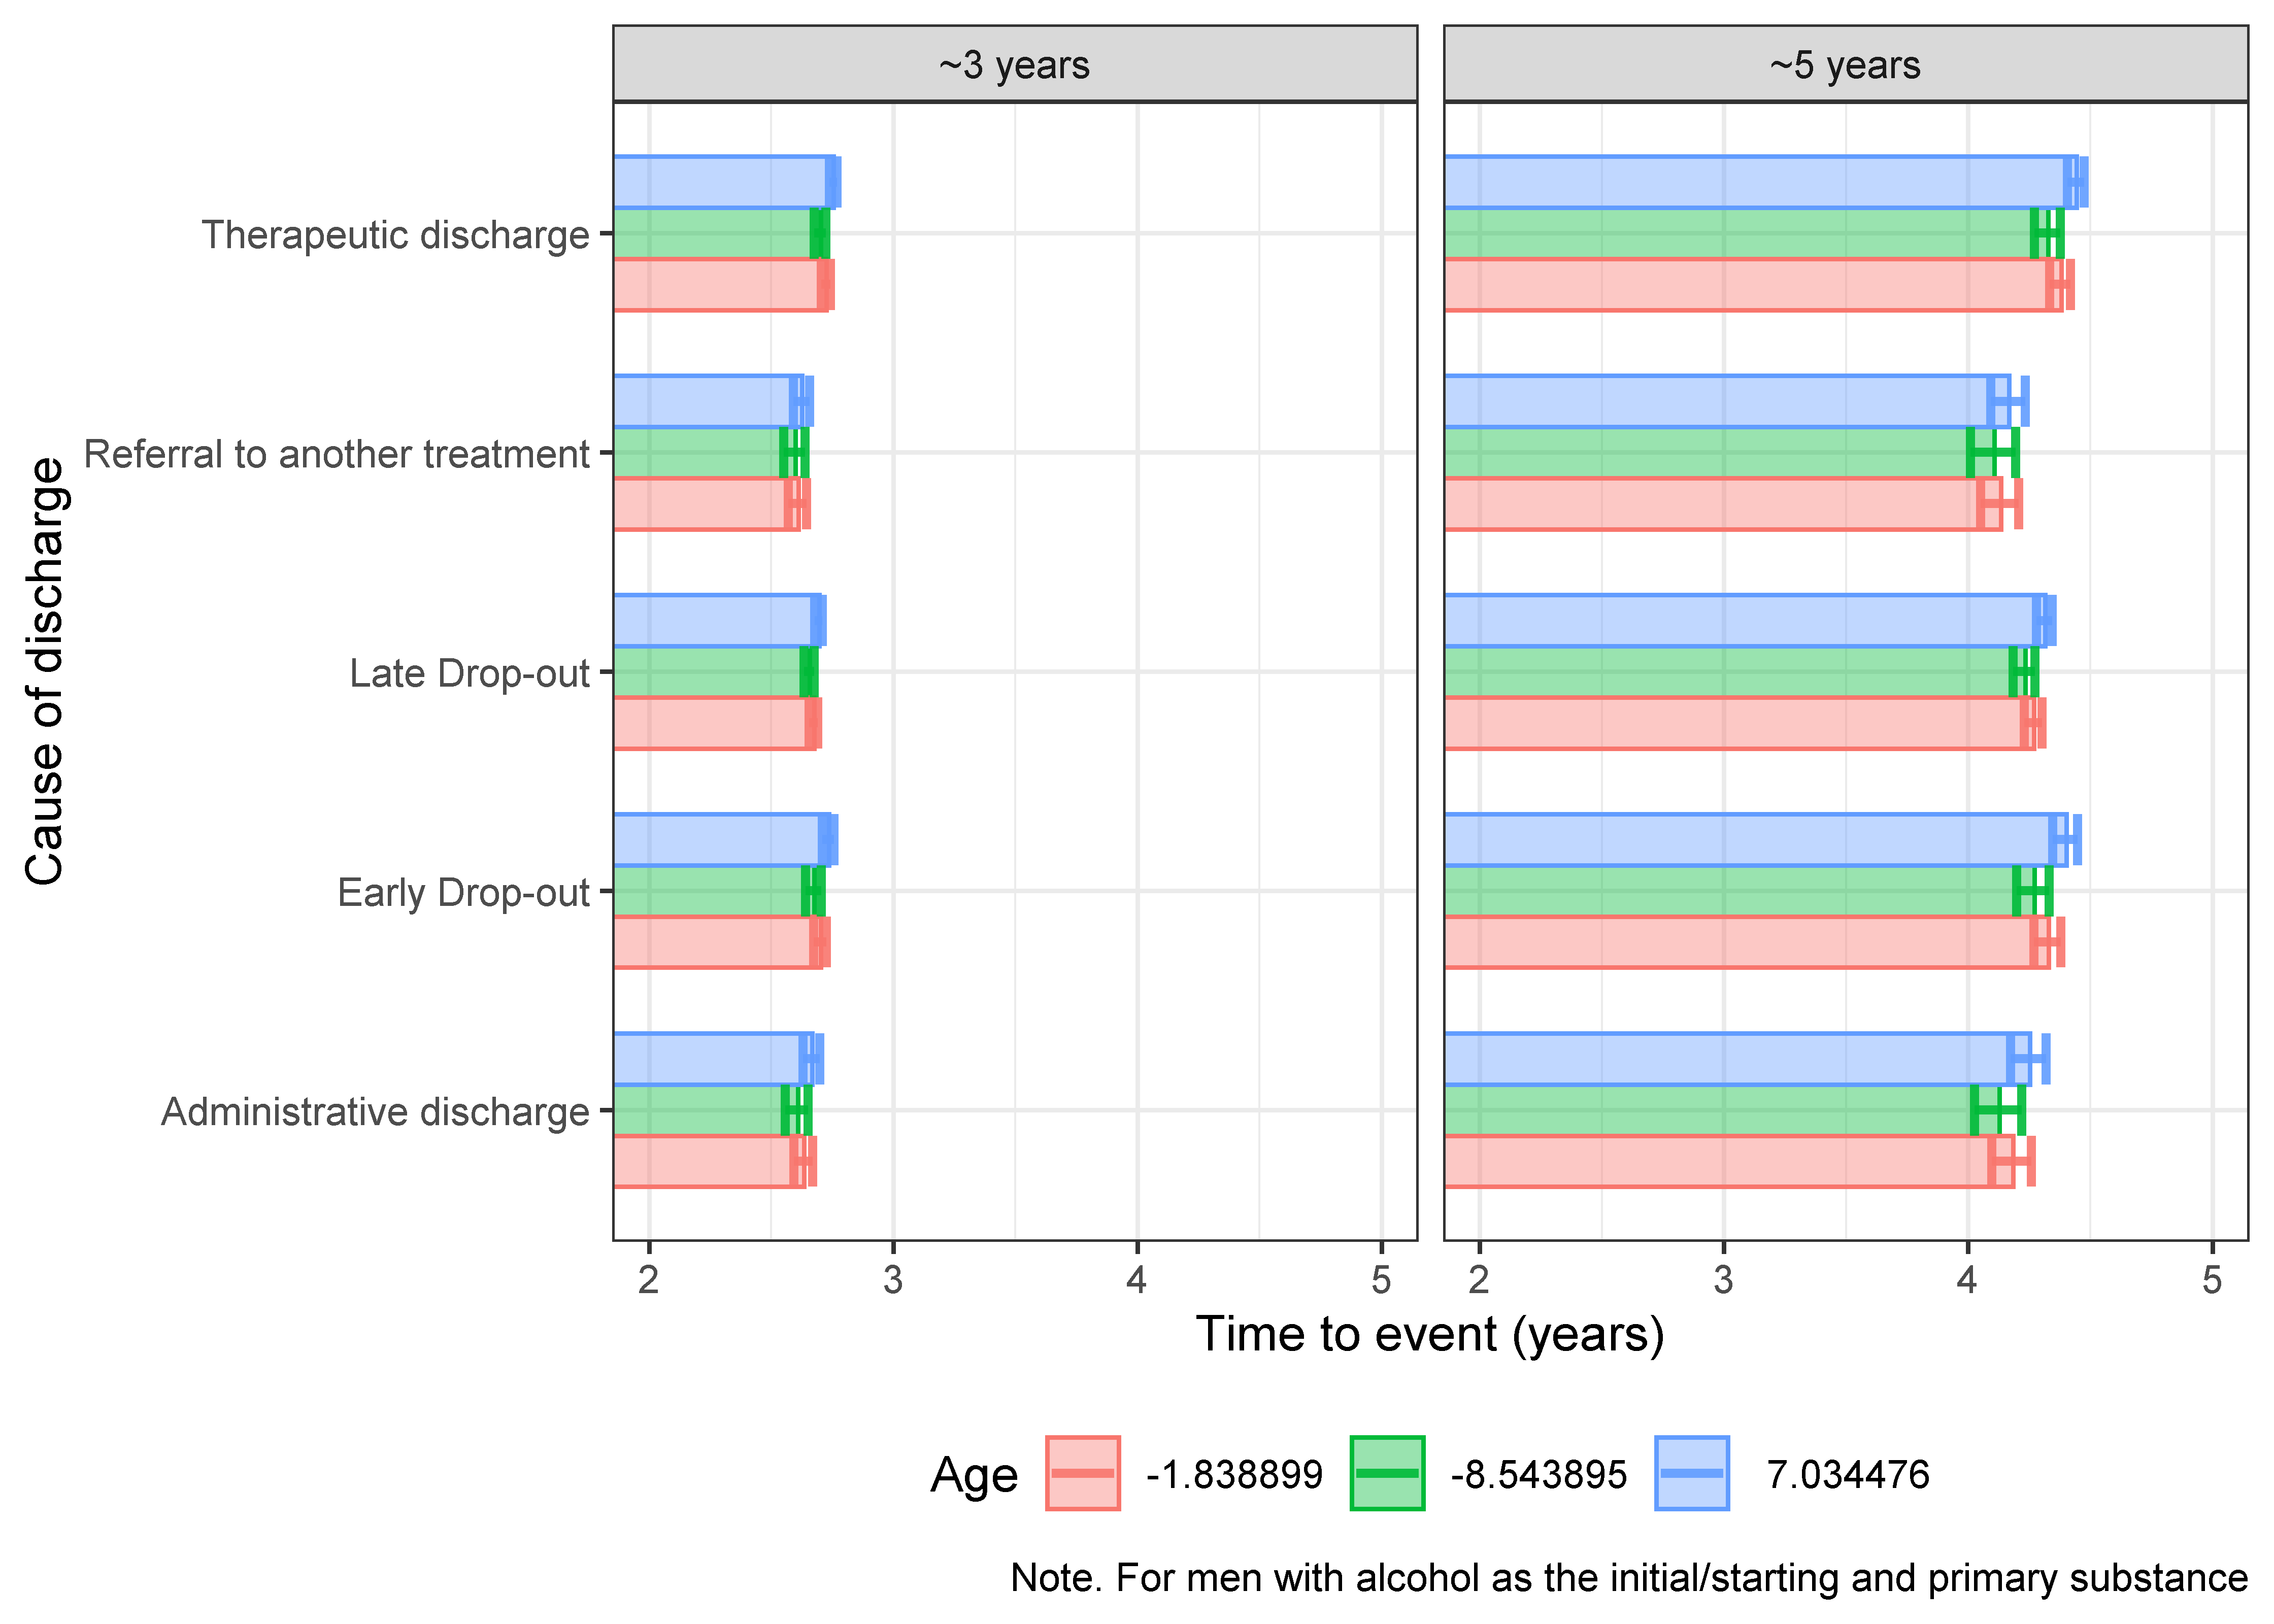 ~3 years
~5 years
Cause of discharge
Therapeutic discharge
Referral to another treatment
Late Drop-out
Early Drop-out
Administrative discharge
2 3 4 5
2 3 4 5
Time to event (years)
Age -1.838899 -8.543895 7.034476
Note. For men with alcohol as the initial/starting and primary substance